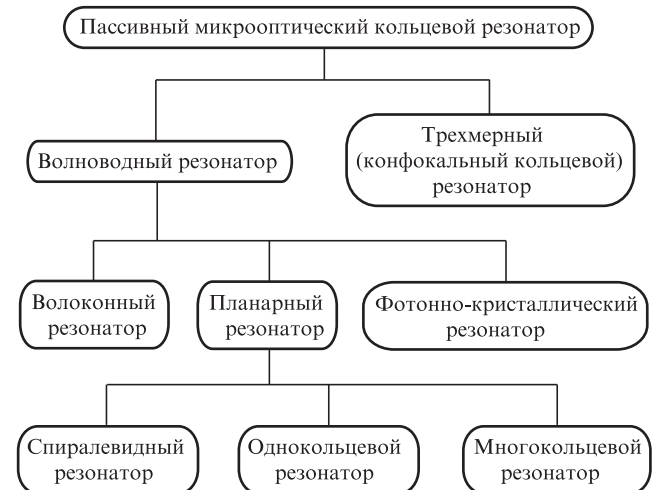 Пассивный микрооптический кольцевой резонатор
Волноводный резонатор
Трехмерный
(конфокальный кольцевой)
резонатор
Волоконный
резонатор
Планарный
резонатор
Фотонно-кристаллический
резонатор
Спиралевидный
резонатор
Однокольцевой
резонатор
Многокольцевой
резонатор